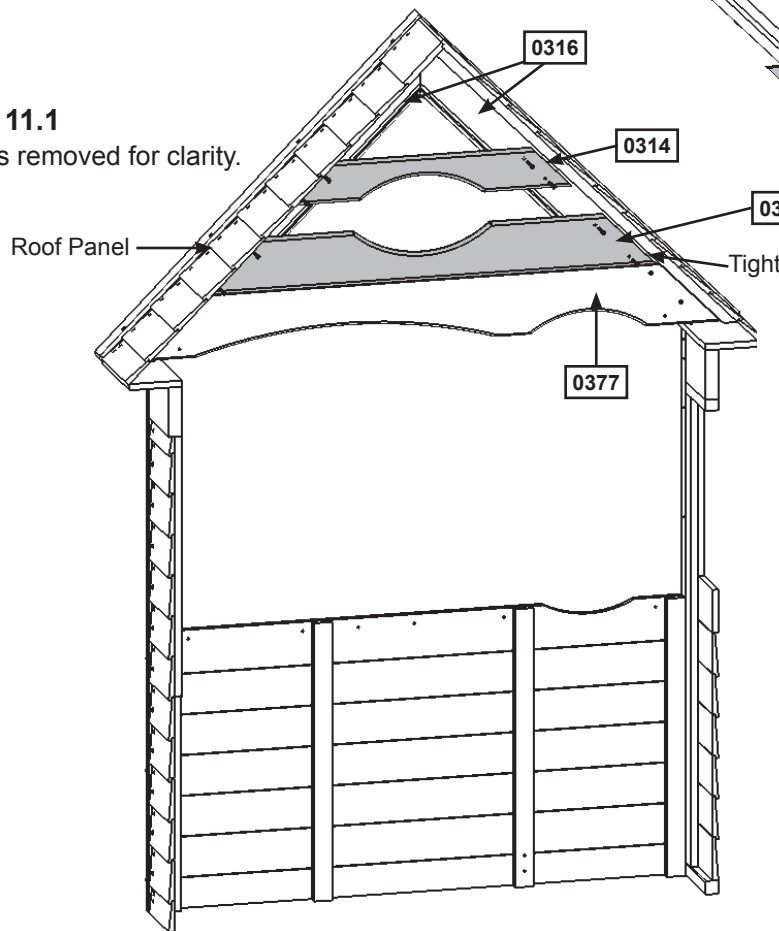 0316
11.1
s removed for clarity.
0314
03
Roof Panel
Tight
0377